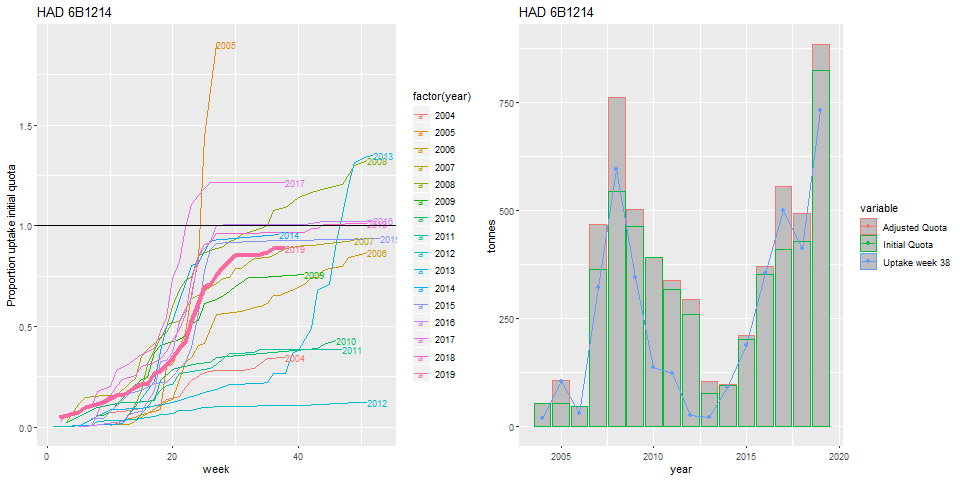 HAD 6B1214
Proportion uptake initial quota
1.5
1.0
0.5
0.0
0
20
40
week
2005
2013
2008
2017
2016
2018
2014
2015
2007
2019
2006
2009
2010
2011
2004
2012
factor(year)
a 2004
a 2005
a 2006
a 2007
a 2008
a 2009
a 2010
a 2011
a 2012
a 2013
a 2014
a 2015
a 2016
a 2017
a 2018
a 2019
HAD 6B1214
tonnes
750
500
250
0
2005
2010
2015
2020
year
variable
Adjusted Quota
Initial Quota
Uptake week 38